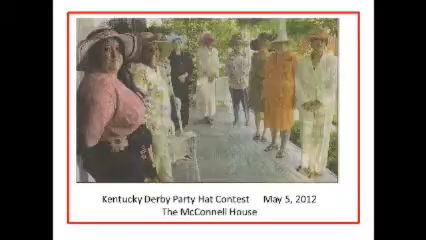 Kentucky Derby Party Hat Contest May 5, 2012
The McConnell House